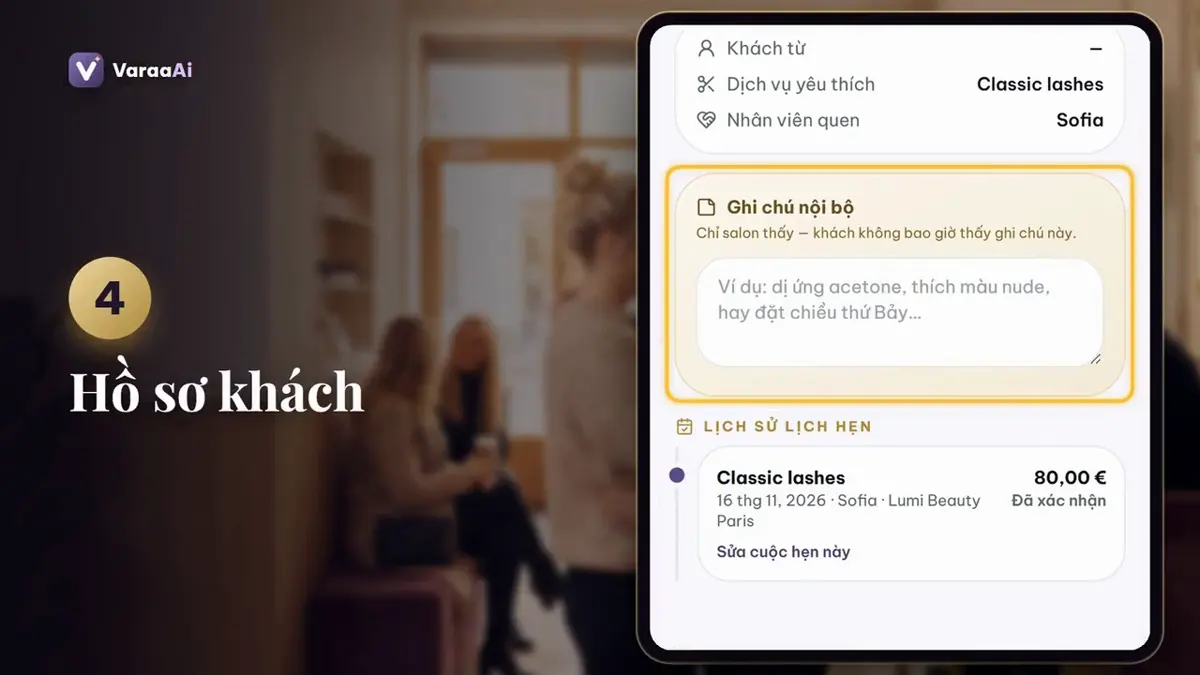 VaraaAi
4
Hồ sơ khách
Khách từ –
Dịch vụ yêu thích Classic lashes
Nhân viên quen Sofia
Ghi chú nội bộ
Chỉ salon thấy – khách không bao giờ thấy ghi chú này.
Ví dụ: dị ứng acetone, thích màu nude,
hay đặt chiều thứ Bảy...
LỊCH SỬ LỊCH HẸN
Classic lashes 80,00 €
16 thg 11, 2026 · Sofia · Lumi Beauty Đã xác nhận
Paris
Sửa cuộc hẹn này